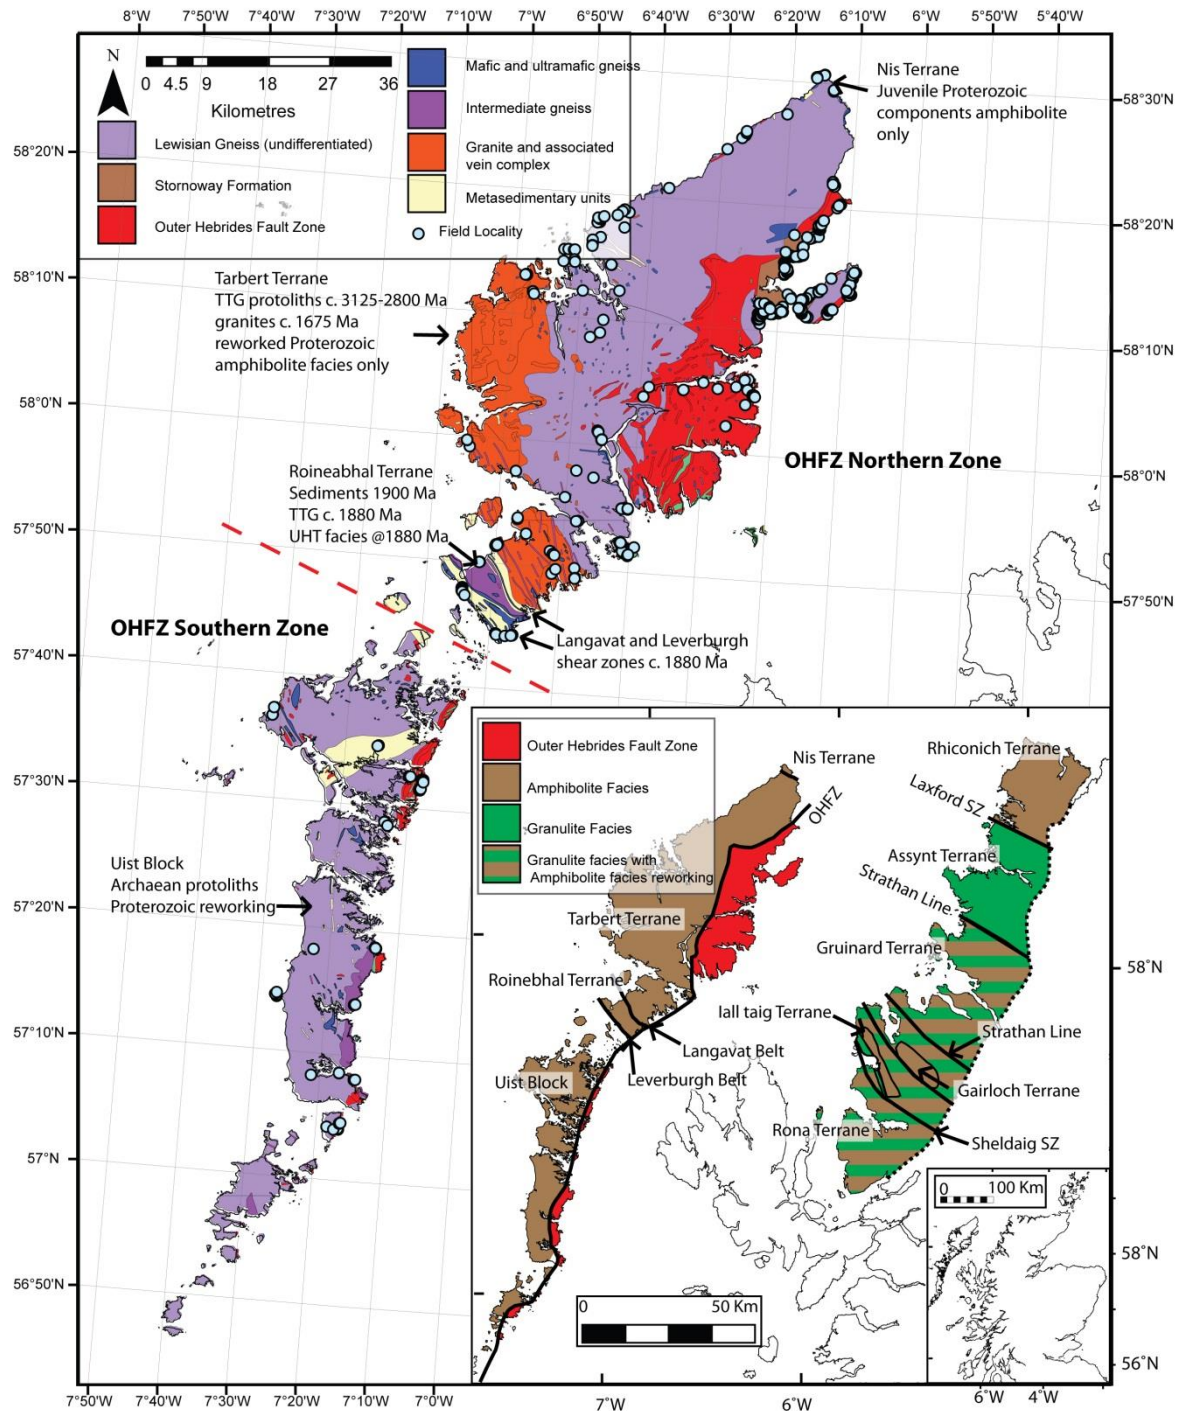 8°W 7°50'W 7°40'W 7°30'W 7°20'W 7°10'W 7°0'W 6°50'W 6°40'W 6°30'W 6°20'W 6°10'W 6°0'W 5°50'W 5°40'W
N
0 4.5 9 18 27 36
Kilometres
Lewisian Gneiss (undifferentiated)
Stornoway Formation
Outer Hebrides Fault Zone
Mafic and ultramafic gneiss
Intermediate gneiss
Granite and associated
vein complex
Metasedimentary units
Field Locality
Nis Terrane
Juvenile Proterozoic
components amphibolite
only
58°20'N
58°10'N
58°0'N
57°50'N
57°40'N
57°30'N
57°20'N
57°10'N
57°N
56°50'N
58°30'N
58°20'N
58°10'N
58°0'N
57°50'N
Tarbert Terrane
TTG protoliths c. 3125-2800 Ma
granites c. 1675 Ma
reworked Proterozoic
amphibolite facies only
OHFZ Northern Zone
Roineabhal Terrane
Sediments 1900 Ma
TTG c. 1880 Ma
UHT facies @1880 Ma
OHFZ Southern Zone
Langavat and Leverburgh
shear zones c. 1880 Ma
Uist Block
Archaean protoliths
Proterozoic reworking
Outer Hebrides Fault Zone
Amphibolite Facies
Granulite Facies
Granulite facies with
Amphibolite facies reworking
Nis Terrane
OHFZ
Tarbert Terrane
Roinebhal Terrane
Langavat Belt
Leverburgh Belt
Uist Block
Rhiconich Terrane
Laxford SZ
Assynt Terrane
Strathan Line
Gruinard Terrane
Iall taig Terrane
Strathan Line
Gairloch Terrane
Rona Terrane
Sheldaig SZ
58°N
0 100 Km
58°N
56°N
0 50 Km
7°50'W 7°40'W 7°30'W 7°20'W 7°10'W 7°0'W
7°W 6°W 6°W 4°W